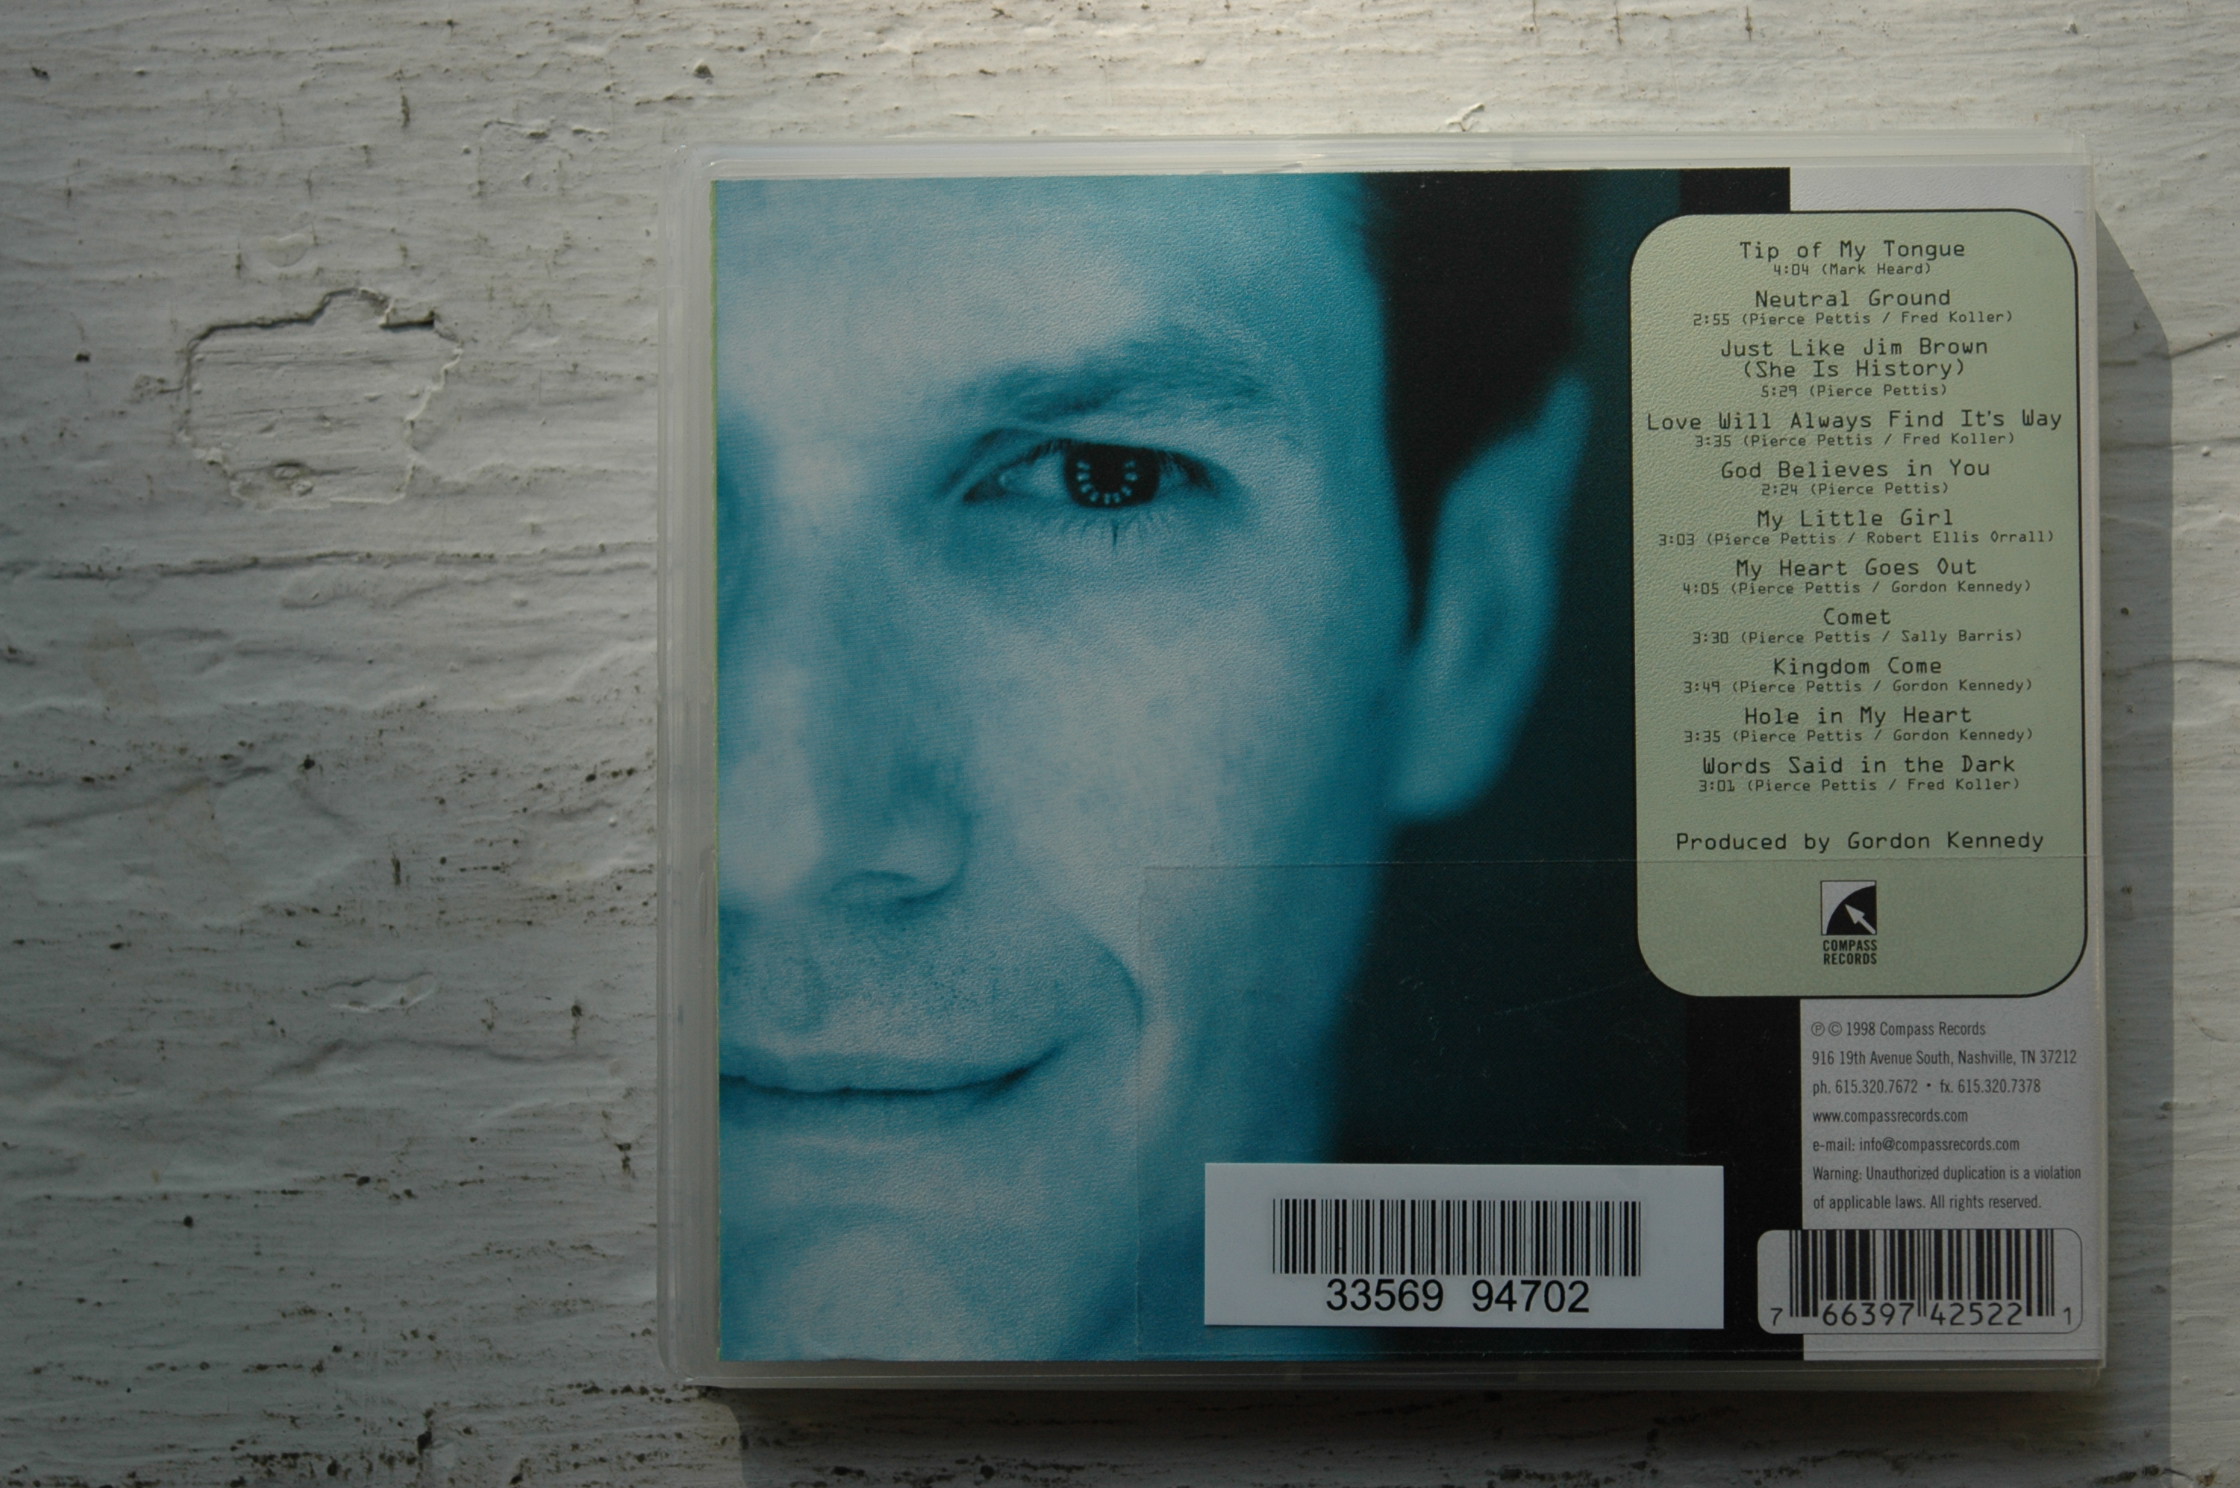 Tip of My Tongue
4:04 (Mark Heard)
Neutral Ground
2:55 (Pierce Pettis / Fred Koller)
Just Like Jim Brown
(She Is History)
5:29 (Pierce Pettis)
Love Will Always Find It's Way
3:35 (Pierce Pettis / Fred Koller)
God Believes in You
2:24 (Pierce Pettis)
My Little Girl
3:03 (Pierce Pettis / Robert Ellis Orrall)
My Heart Goes Out
4:05 (Pierce Pettis / Gordon Kennedy)
Comet
3:30 (Pierce Pettis / Sally Barris)
Kingdom Come
3:49 (Pierce Pettis / Gordon Kennedy)
Hole in My Heart
3:35 (Pierce Pettis / Gordon Kennedy)
Words Said in the Dark
3:01 (Pierce Pettis / Fred Koller)
Produced by Gordon Kennedy
COMPASS
RECORDS
℗ © 1998 Compass Records
916 19th Avenue South, Nashville, TN 37212
ph. 615.320.7672 • fx. 615.320.7378
www.compassrecords.com
e-mail: info@compassrecords.com
Warning: Unauthorized duplication is a violation
of applicable laws. All rights reserved.
33569 94702
7 66397 42522 1